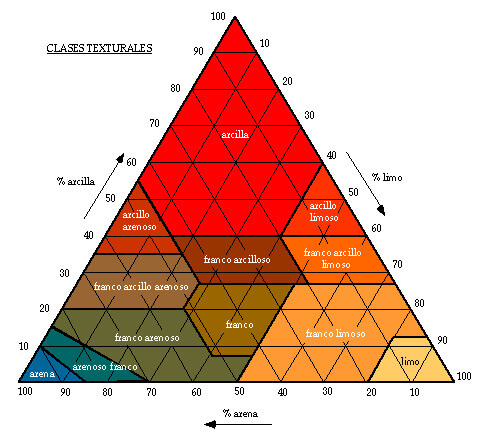 100
CLASES TEXTURALES
90
10
80
20
70
30
arcilla
60
40
% arcilla
% limo
50
50
arcillo
arenoso
arcillo
limoso
40
60
franco arcilloso
franco arcillo
limoso
30
70
franco arcillo arenoso
20
80
franco
franco arenoso
franco limoso
10
90
arena
arenoso franco
limo
100
90
80
70
60
50
40
30
20
10
100
% arena